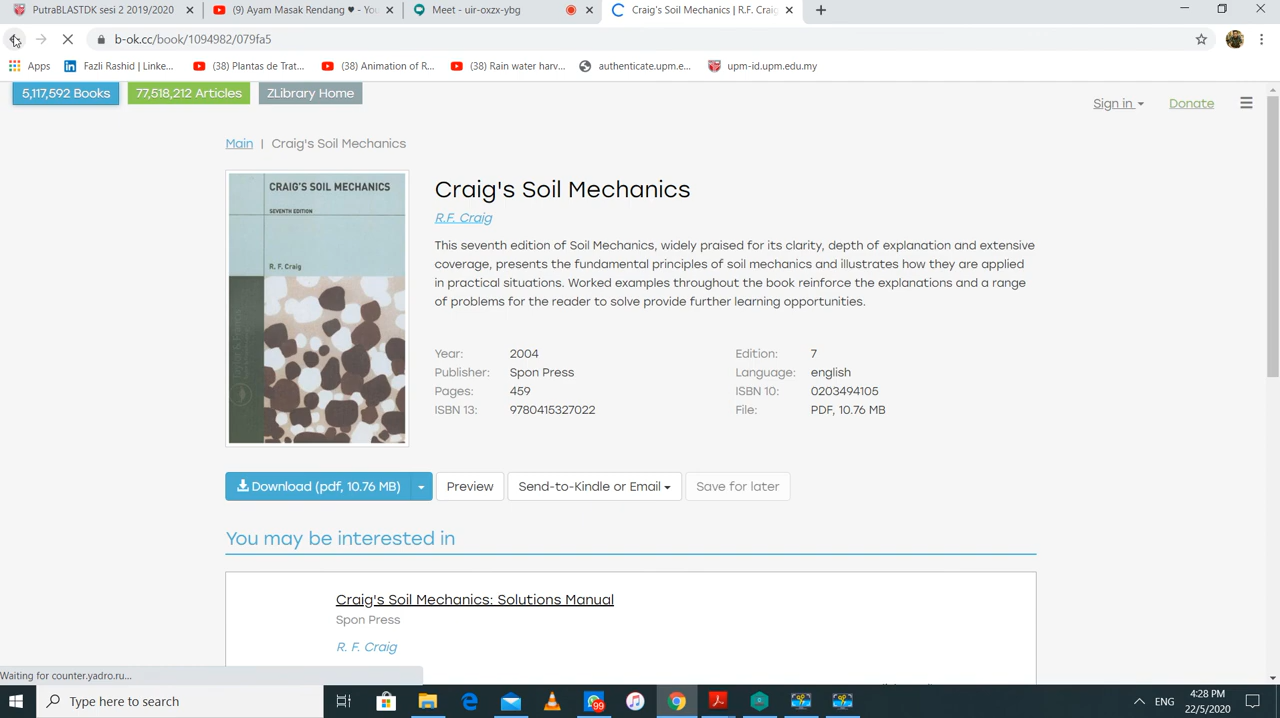 PutraBLASTDK sesi 2 2019/2020
(9) Ayam Masak Rendang ♥ - You
Meet - uir-oxzx-ybg
Craig's Soil Mechanics | R.F. Craig
b-ok.cc/book/1094982/079fa5
Apps
Fazli Rashid | Linke...
(38) Plantas de Trat...
(38) Animation of R...
(38) Rain water harv...
authenticate.upm.e...
upm-id.upm.edu.my
5,117,592 Books
77,518,212 Articles
ZLibrary Home
Sign in
Donate
Main | Craig's Soil Mechanics
CRAIG'S SOIL MECHANICS
SEVENTH EDITION
R. F. Craig
Craig's Soil Mechanics
R.F. Craig
This seventh edition of Soil Mechanics, widely praised for its clarity, depth of explanation and extensive
coverage, presents the fundamental principles of soil mechanics and illustrates how they are applied
in practical situations. Worked examples throughout the book reinforce the explanations and a range
of problems for the reader to solve provide further learning opportunities.
Year: 2004
Edition: 7
Publisher: Spon Press
Language: english
Pages: 459
ISBN 10: 0203494105
ISBN 13: 9780415327022
File: PDF, 10.76 MB
Download (pdf, 10.76 MB)
Preview
Send-to-Kindle or Email
Save for later
You may be interested in
Craig's Soil Mechanics: Solutions Manual
Spon Press
R. F. Craig
Waiting for counter.yadro.ru...
Type here to search
99
ENG
4:28 PM
22/5/2020